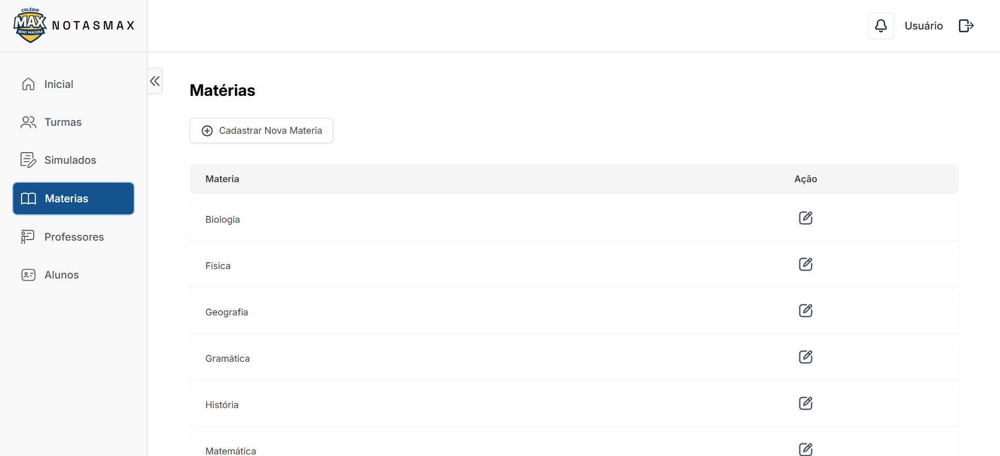 COLÉGIO
MAX
BENY MACENA
NOTASMAX
Usuário
Inicial
Turmas
Simulados
Materias
Professores
Alunos
Matérias
Cadastrar Nova Materia
Materia Ação
Biologia
Física
Geografia
Gramática
História
Matemática